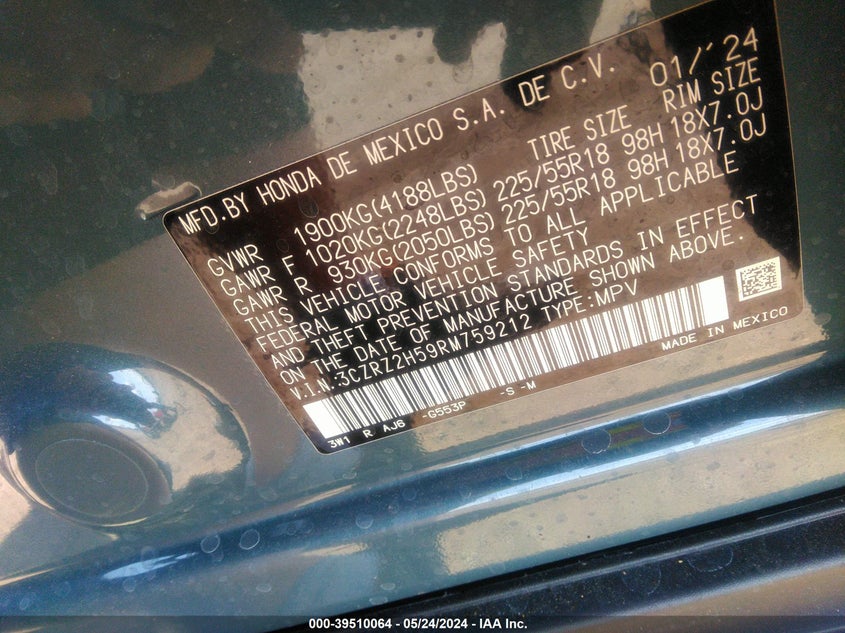 MFD. BY HONDA DE MEXICO S.A. DE C.V. 01/'24
TIRE SIZE RIM SIZE
GVWR 1900KG(4188LBS)
GAWR F 1020KG(2248LBS) 225/55R18 98H 18X7.0J
GAWR R 930KG(2050LBS) 225/55R18 98H 18X7.0J
THIS VEHICLE CONFORMS TO ALL APPLICABLE
FEDERAL MOTOR VEHICLE SAFETY
AND THEFT PREVENTION STANDARDS IN EFFECT
ON THE DATE OF MANUFACTURE SHOWN ABOVE.
V.I.N.:3CZRZ2H59RM759212 TYPE:MPV
3W1 R AJ6 -G553P -S -M MADE IN MEXICO
000-39510064 / 05/24/2024 / IAA Inc.